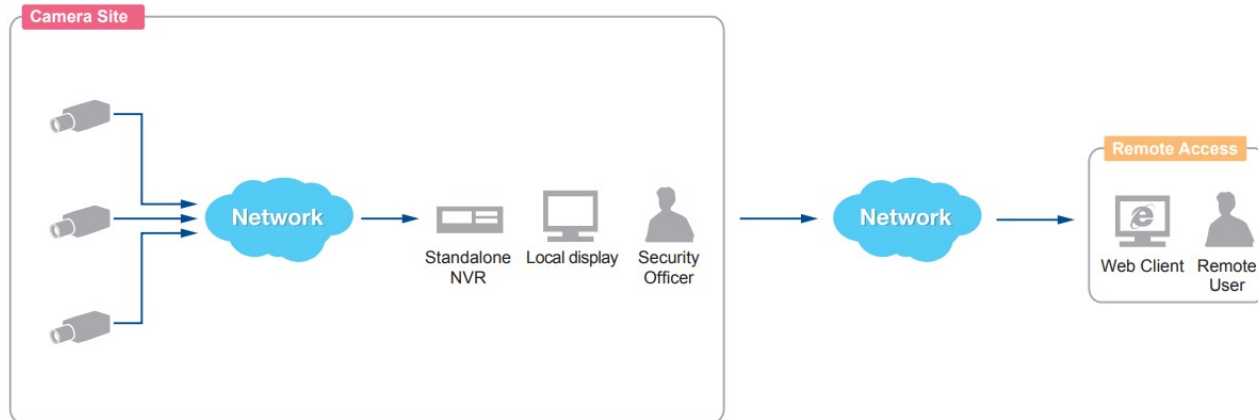 Camera Site
Network
Standalone
NVR
Local display
Security
Officer
Network
Remote Access
Web Client
Remote
User